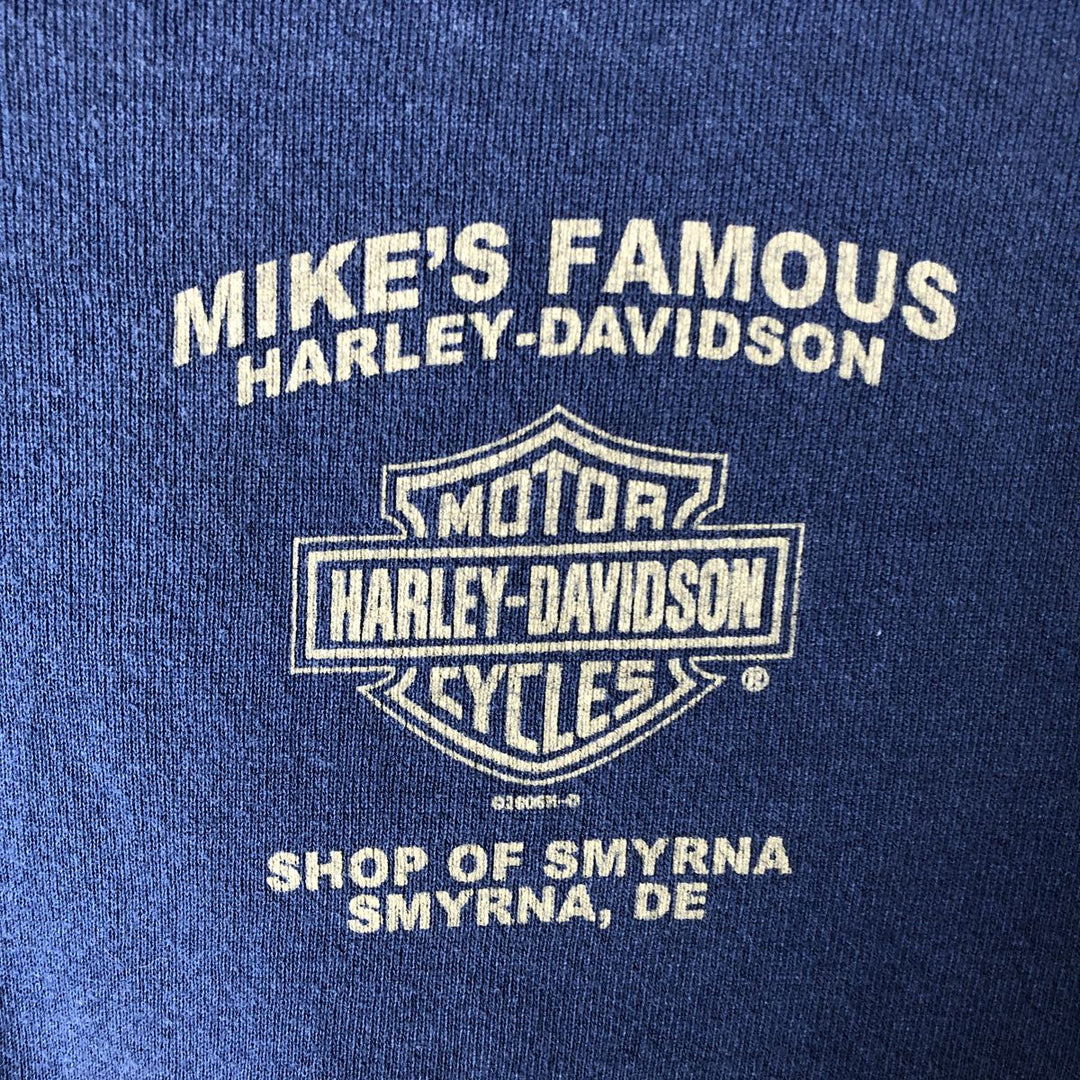 MIKE'S FAMOUS
HARLEY-DAVIDSON
MOTOR
HARLEY-DAVIDSON
®
CYCLES
SHOP OF SMYRNA
SMYRNA, DE